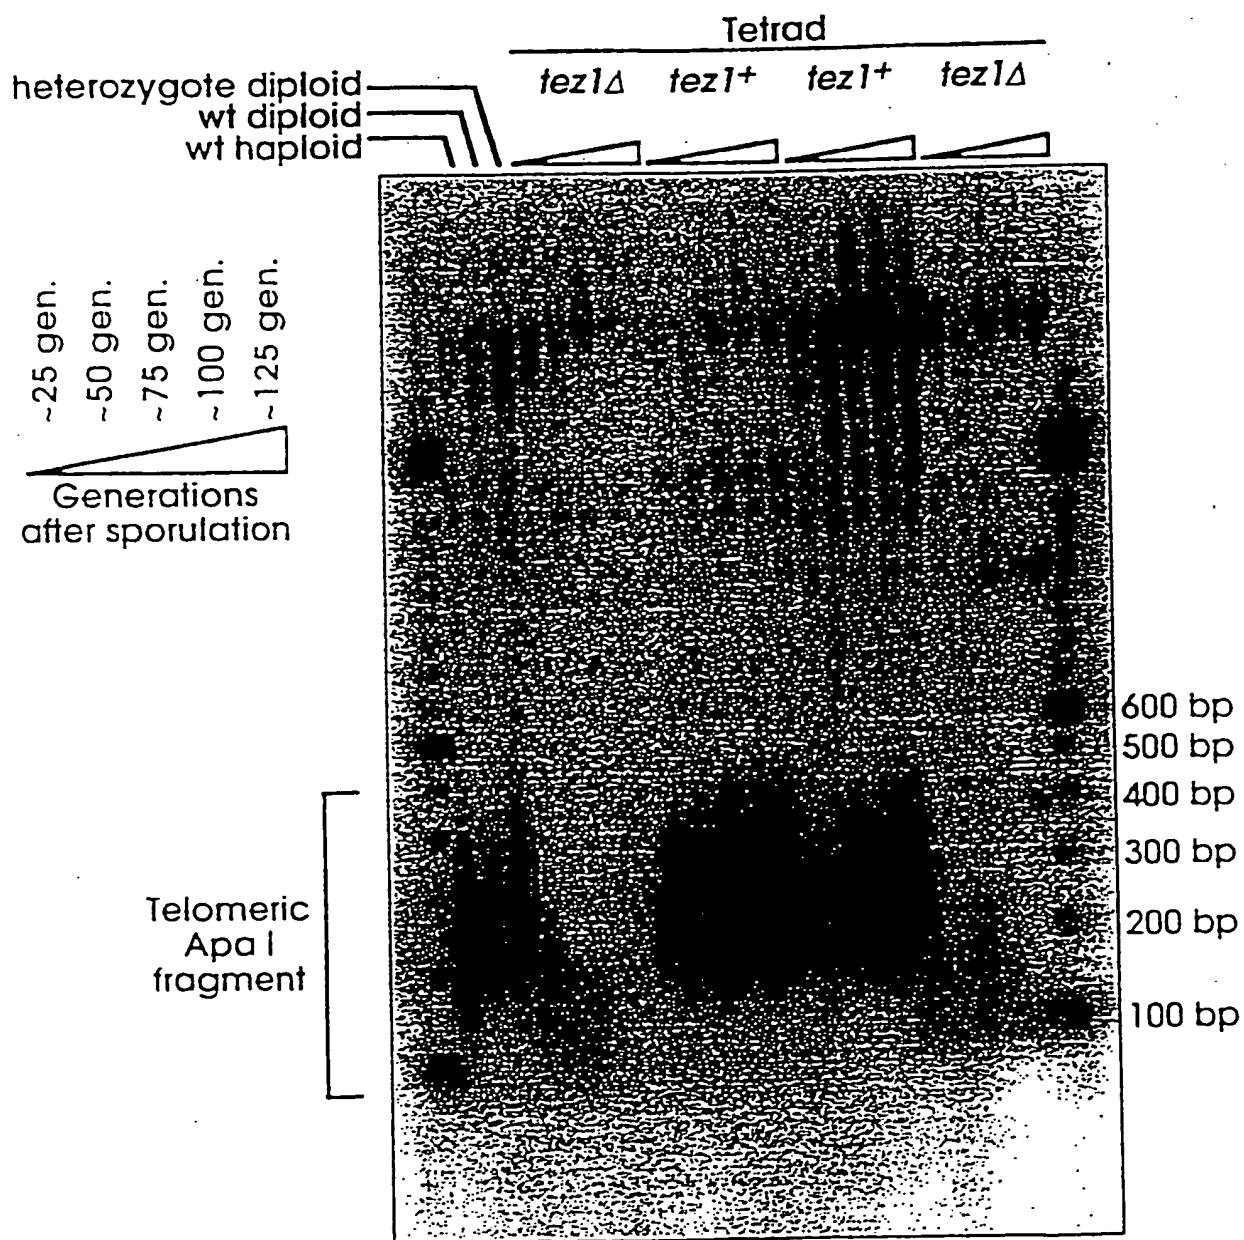 Tetrad
tez1Δ tez1+ tez1+ tez1Δ
heterozygote diploid
wt diploid
wt haploid
~25 gen.
~50 gen.
~75 gen.
~100 gen.
~125 gen.
Generations
after sporulation
600 bp
500 bp
400 bp
300 bp
200 bp
100 bp
Telomeric
Apa I
fragment